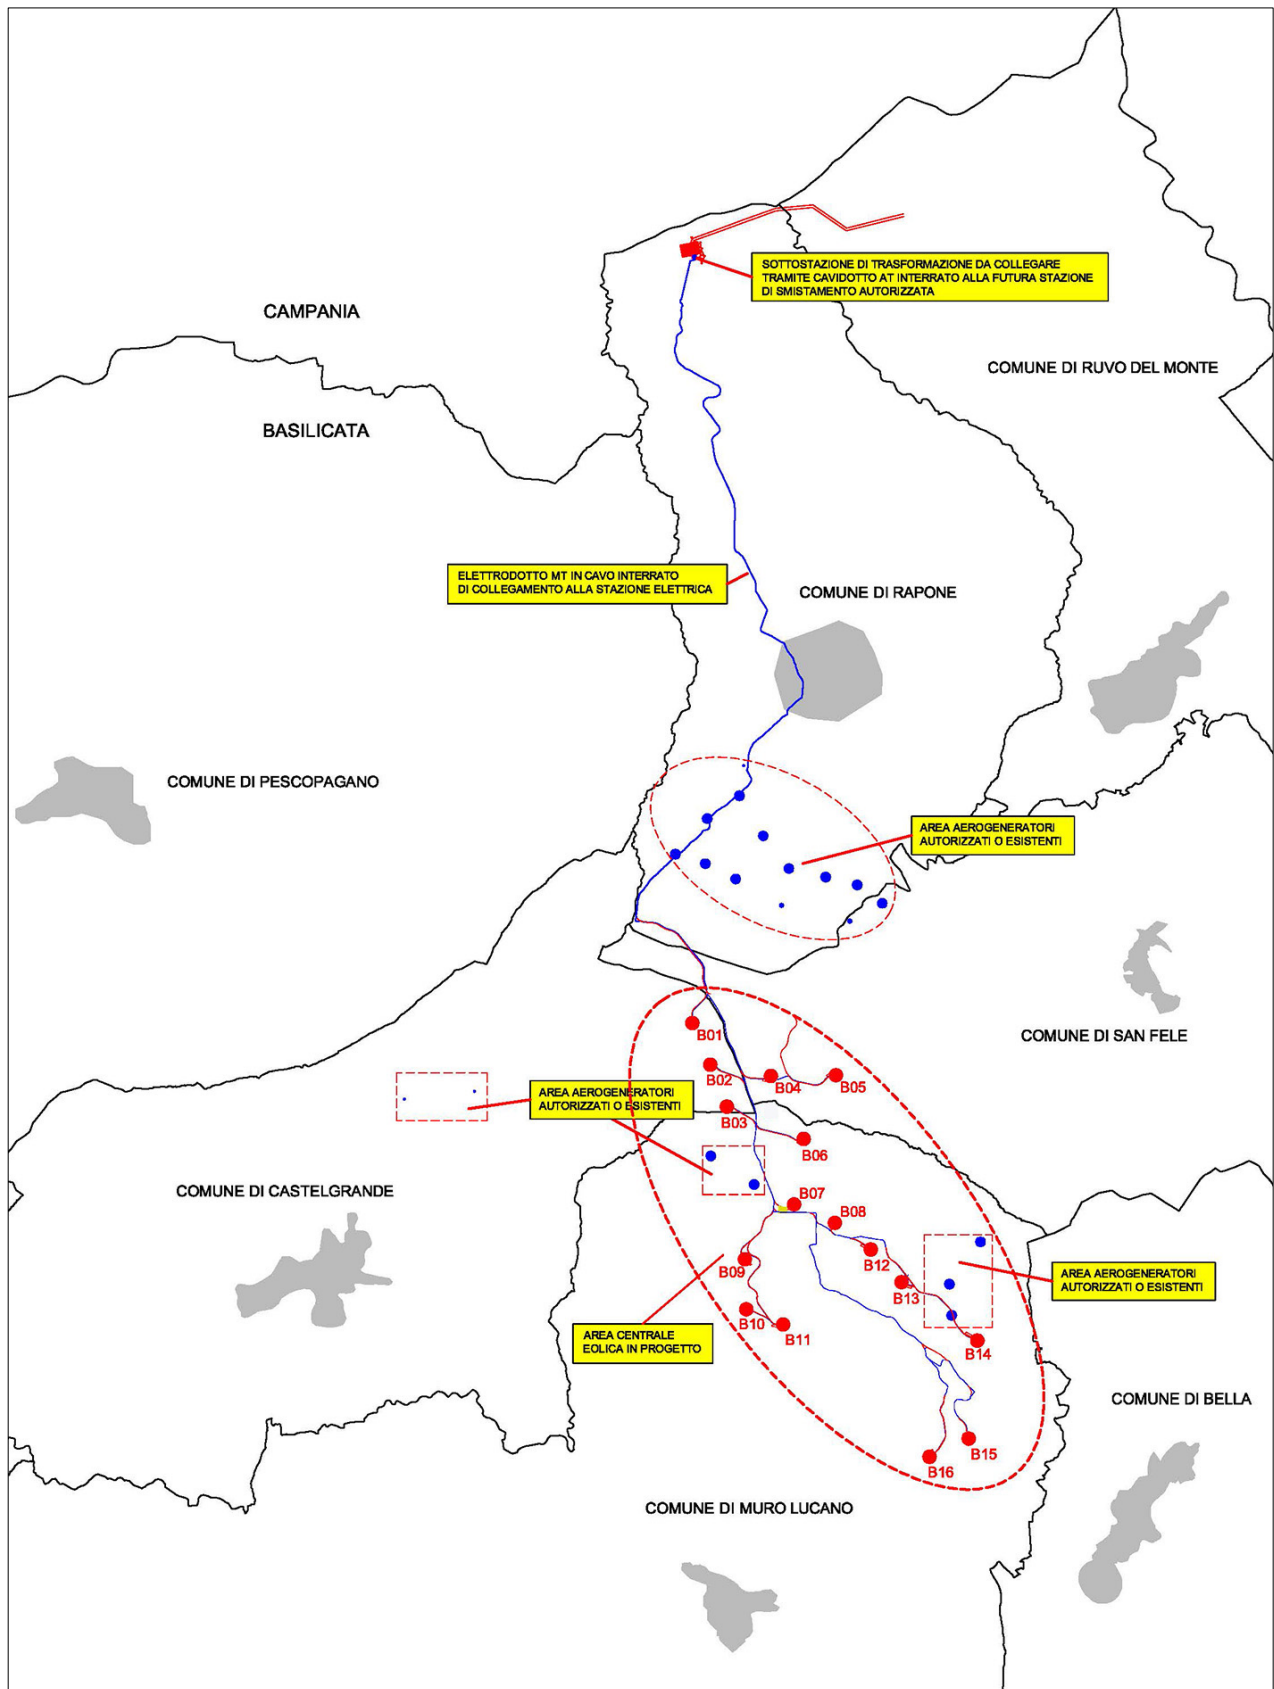 SOTTOSTAZIONE DI TRASFORMAZIONE DA COLLEGARE
TRAMITE CAVIDOTTO AT INTERRATO ALLA FUTURA STAZIONE
DI SMISTAMENTO AUTORIZZATA
CAMPANIA
COMUNE DI RUVO DEL MONTE
BASILICATA
ELETTRODOTTO MT IN CAVO INTERRATO
DI COLLEGAMENTO ALLA STAZIONE ELETTRICA
COMUNE DI RAPONE
COMUNE DI PESCOPAGANO
AREA AEROGENERATORI
AUTORIZZATI O ESISTENTI
B01
COMUNE DI SAN FELE
B02
B04
B05
AREA AEROGENERATORI
AUTORIZZATI O ESISTENTI
B03
B06
COMUNE DI CASTELGRANDE
B07
B08
B09
B12
B13
AREA AEROGENERATORI
AUTORIZZATI O ESISTENTI
B10
B11
AREA CENTRALE
EOLICA IN PROGETTO
B14
COMUNE DI BELLA
B15
B16
COMUNE DI MURO LUCANO